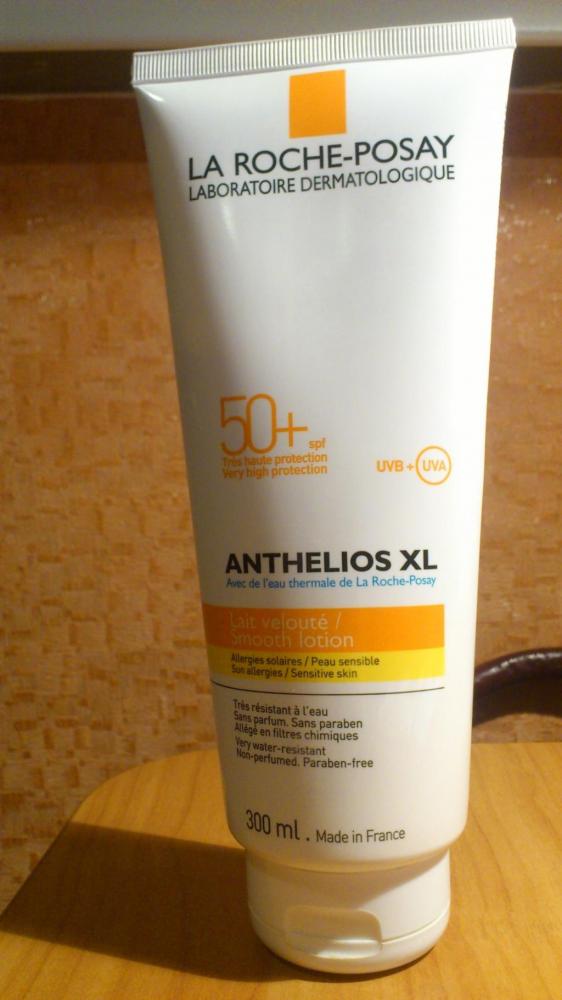 LA ROCHE-POSAY
LABORATOIRE DERMATOLOGIQUE
50+ spf
Très haute protection
Very high protection
UVB + UVA
ANTHELIOS XL
Avec de l'eau thermale de La Roche-Posay
Lait velouté /
Smooth lotion
Allergies solaires / Peau sensible
Sun allergies / Sensitive skin
Très résistant à l'eau
Sans parfum. Sans paraben
Allégé en filtres chimiques
Very water-resistant
Non-perfumed. Paraben-free
300 ml . Made in France